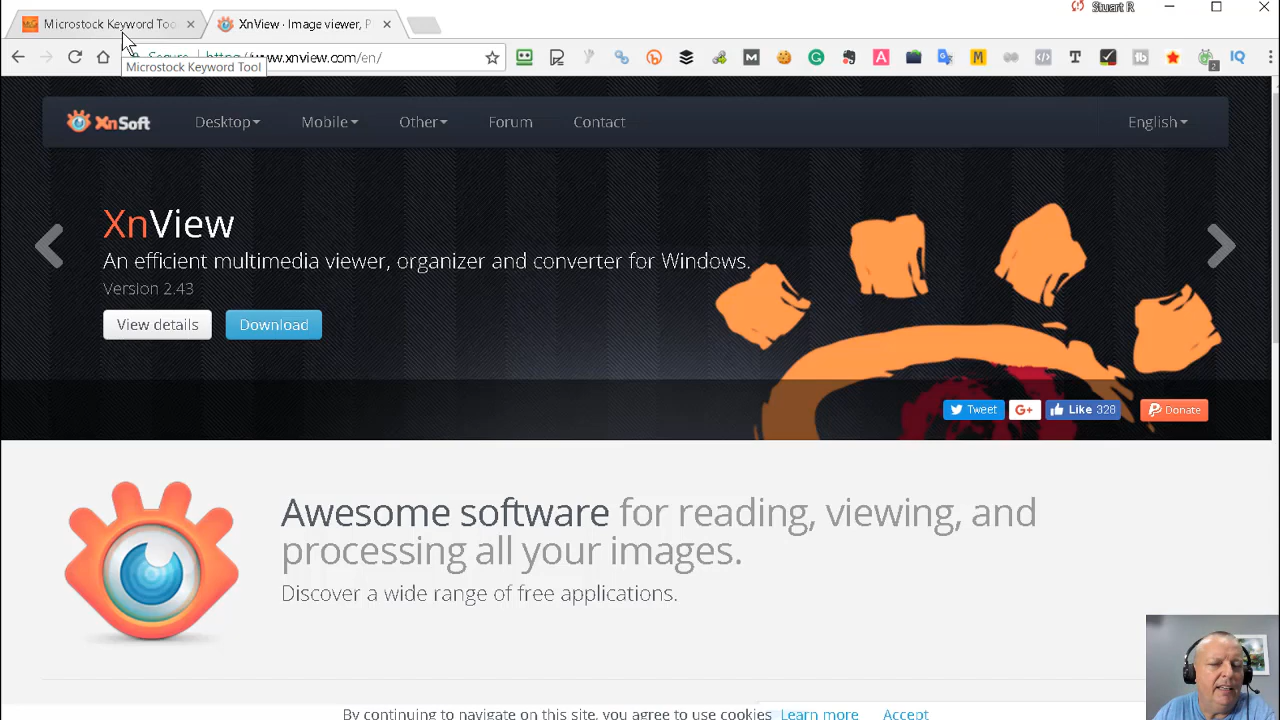 Microstock Keyword Too
XnView · Image viewer, P
Stuart R
Secure
https://www.xnview.com/en/
Microstock Keyword Tool
XnSoft
Desktop
Mobile
Other
Forum
Contact
English
XnView
An efficient multimedia viewer, organizer and converter for Windows.
Version 2.43
View details
Download
Tweet
G+
Like 328
Donate
Awesome software for reading, viewing, and
processing all your images.
Discover a wide range of free applications.
By continuing to navigate on this site, you agree to use cookies Learn more Accept